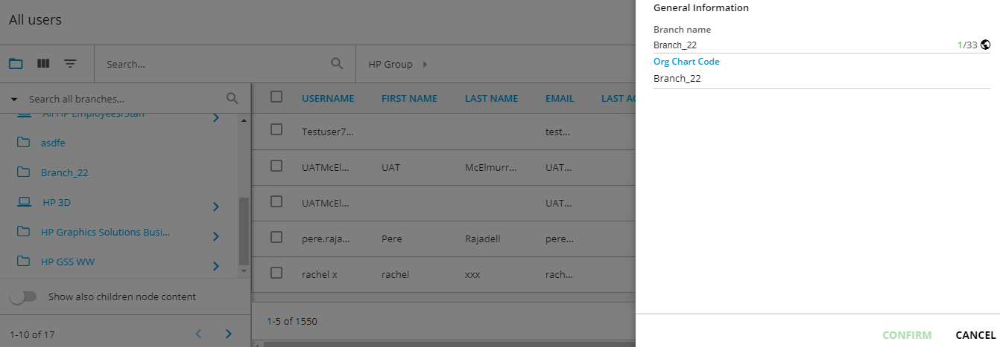 All users
Search...
HP Group
Search all branches...
All HP Employees/Staff
asdfe
Branch_22
HP 3D
HP Graphics Solutions Busi...
HP GSS WW
Show also children node content
1-10 of 17
USERNAME FIRST NAME LAST NAME EMAIL LAST AC
Testuser7... test...
UATMcEl... UAT McElmurr... UAT...
UATMcEl... UAT...
pere.raja... Pere Rajadell pere...
rachel x rachel xxx rach...
1-5 of 1550
General Information
Branch name
Branch_22 1/33
Org Chart Code
Branch_22
CONFIRM CANCEL